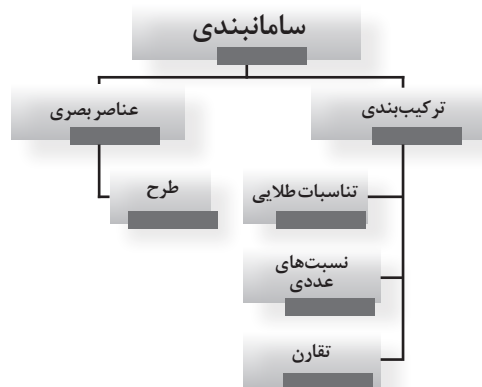 سامانبندی
ترکیب‌بندی
تناسبات طلایی
نسبت‌های
عددی
تقارن
عناصر بصری
طرح